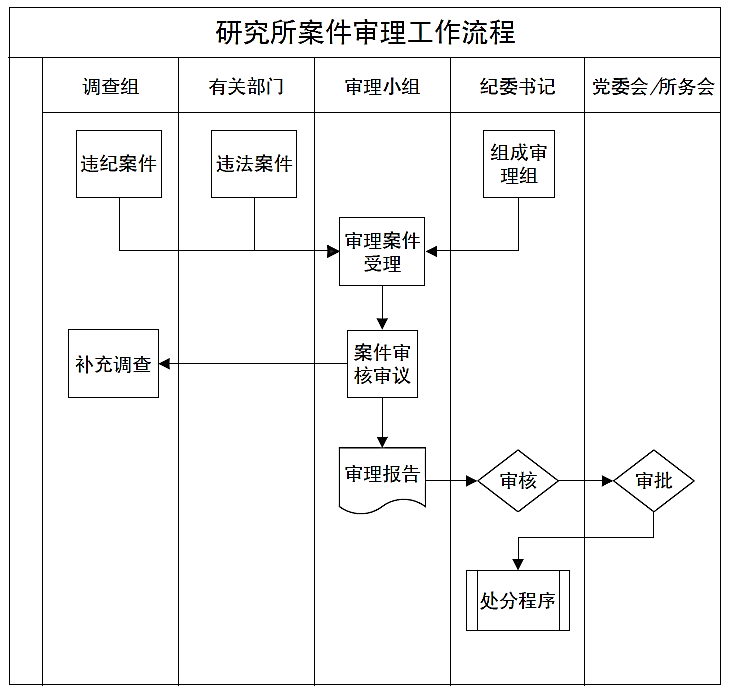 研究所案件审理工作流程
调查组
有关部门
审理小组
纪委书记
党委会/所务会
违纪案件
违法案件
组成审
理组
审理案件
受理
补充调查
案件审
核审议
审理报告
审核
审批
处分程序